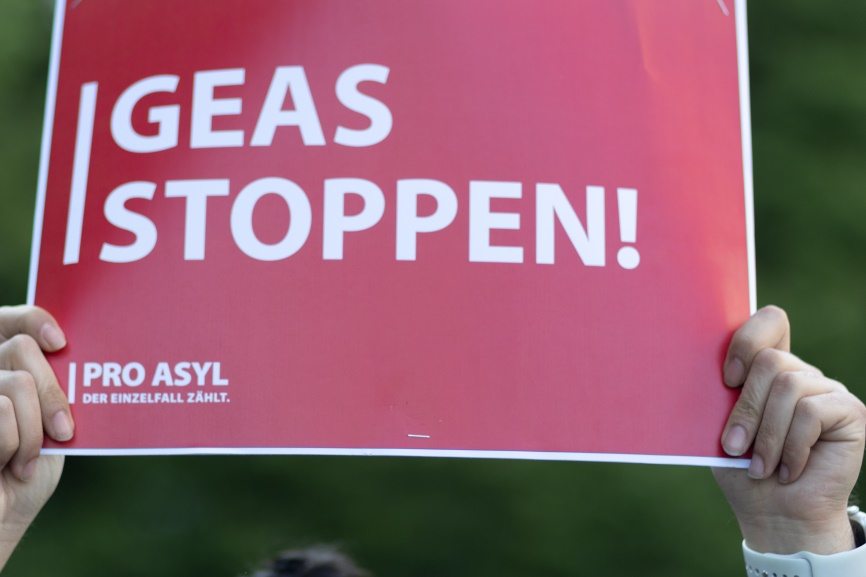 GEAS
STOPPEN!
PRO ASYL
DER EINZELFALL ZÄHLT.